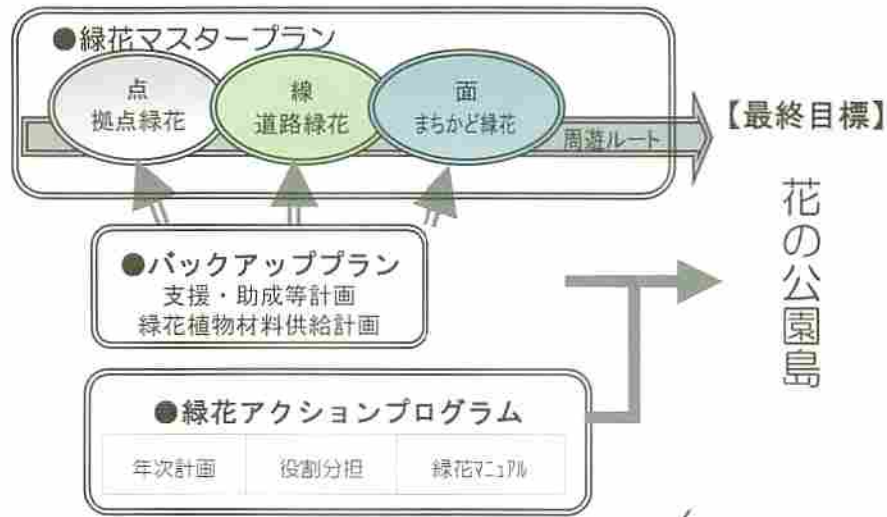 ●緑花マスタープラン
点
拠点緑花
線
道路緑花
面
まちかど緑花
周遊ルート
【最終目標】
花の公園島
●バックアッププラン
支援・助成等計画
緑花植物材料供給計画
●緑花アクションプログラム
年次計画
役割分担
緑花ﾏﾆｭｱﾙ